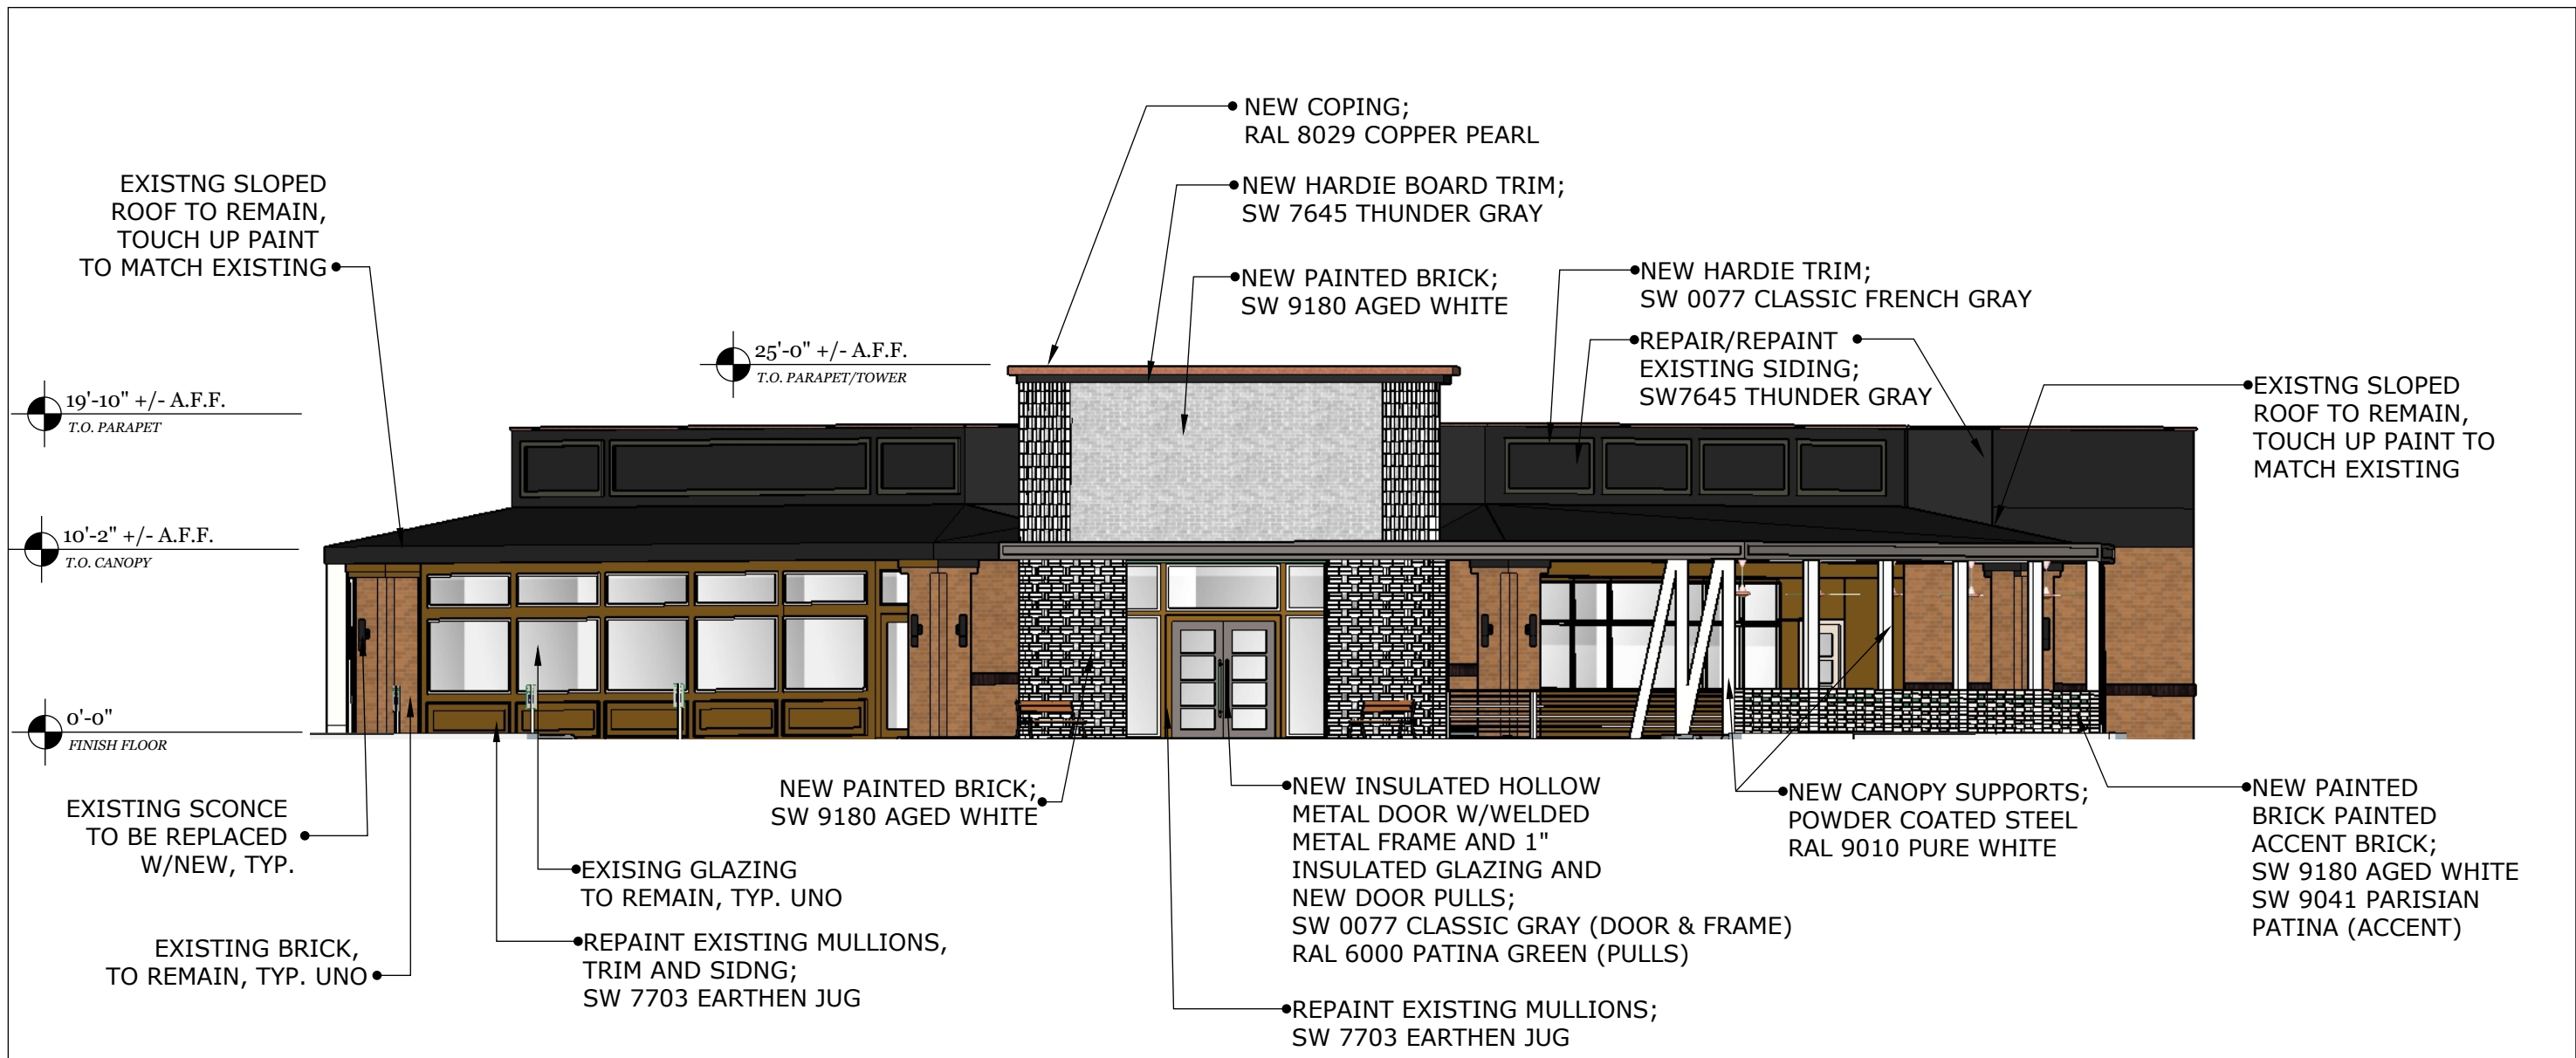 NEW COPING;
RAL 8029 COPPER PEARL
EXISTNG SLOPED
ROOF TO REMAIN,
TOUCH UP PAINT
TO MATCH EXISTING
NEW HARDIE BOARD TRIM;
SW 7645 THUNDER GRAY
NEW PAINTED BRICK;
SW 9180 AGED WHITE
NEW HARDIE TRIM;
SW 0077 CLASSIC FRENCH GRAY
REPAIR/REPAINT
EXISTING SIDING;
SW7645 THUNDER GRAY
EXISTNG SLOPED
ROOF TO REMAIN,
TOUCH UP PAINT TO
MATCH EXISTING
25'-0" +/- A.F.F.
T.O. PARAPET/TOWER
19'-10" +/- A.F.F.
T.O. PARAPET
10'-2" +/- A.F.F.
T.O. CANOPY
0'-0"
FINISH FLOOR
EXISTING SCONCE
TO BE REPLACED
W/NEW, TYP.
EXISTING BRICK,
TO REMAIN, TYP. UNO
EXISING GLAZING
TO REMAIN, TYP. UNO
REPAINT EXISTING MULLIONS,
TRIM AND SIDNG;
SW 7703 EARTHEN JUG
NEW PAINTED BRICK;
SW 9180 AGED WHITE
NEW INSULATED HOLLOW
METAL DOOR W/WELDED
METAL FRAME AND 1"
INSULATED GLAZING AND
NEW DOOR PULLS;
SW 0077 CLASSIC GRAY (DOOR & FRAME)
RAL 6000 PATINA GREEN (PULLS)
REPAINT EXISTING MULLIONS;
SW 7703 EARTHEN JUG
NEW CANOPY SUPPORTS;
POWDER COATED STEEL
RAL 9010 PURE WHITE
NEW PAINTED
BRICK PAINTED
ACCENT BRICK;
SW 9180 AGED WHITE
SW 9041 PARISIAN
PATINA (ACCENT)